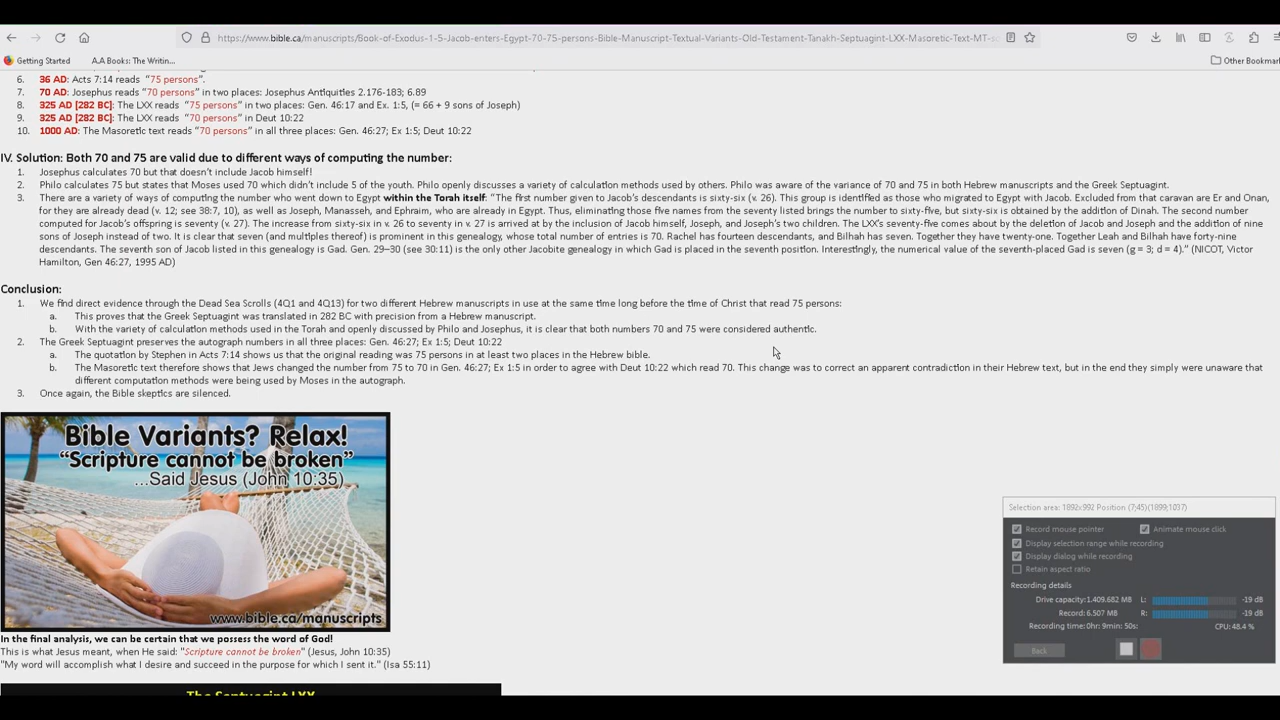 https://www.bible.ca/manuscripts/Book-of-Exodus-1-5-Jacob-enters-Egypt-70-75-persons-Bible-Manuscript-Textual-Variants-Old-Testament-Tanakh-Septuagint-LXX-Masoretic-Text-MT-
Getting Started A.A Books: The Writin... Other Bookmar
6. 36 AD: Acts 7:14 reads "75 persons".
7. 70 AD: Josephus reads "70 persons" in two places: Josephus Antiquities 2.176-183; 6.89
8. 325 AD [282 BC]: The LXX reads "75 persons" in two places: Gen. 46:17 and Ex. 1:5, (= 66 + 9 sons of Joseph)
9. 325 AD [282 BC]: The LXX reads "70 persons" in Deut 10:22
10. 1000 AD: The Masoretic text reads "70 persons" in all three places: Gen. 46:27; Ex 1:5; Deut 10:22
IV. Solution: Both 70 and 75 are valid due to different ways of computing the number:
1. Josephus calculates 70 but that doesn't include Jacob himself!
2. Philo calculates 75 but states that Moses used 70 which didn't include 5 of the youth. Philo openly discusses a variety of calculation methods used by others. Philo was aware of the variance of 70 and 75 in both Hebrew manuscripts and the Greek Septuagint.
3. There are a variety of ways of computing the number who went down to Egypt within the Torah itself: "The first number given to Jacob's descendants is sixty-six (v. 26). This group is identified as those who migrated to Egypt with Jacob. Excluded from that caravan are Er and Onan,
for they are already dead (v. 12; see 38:7, 10), as well as Joseph, Manasseh, and Ephraim, who are already in Egypt. Thus, eliminating those five names from the seventy listed brings the number to sixty-five, but sixty-six is obtained by the addition of Dinah. The second number
computed for Jacob's offspring is seventy (v. 27). The increase from sixty-six in v. 26 to seventy in v. 27 is arrived at by the inclusion of Jacob himself, Joseph, and Joseph's two children. The LXX's seventy-five comes about by the deletion of Jacob and Joseph and the addition of nine
sons of Joseph instead of two. It is clear that seven (and multiples thereof) is prominent in this genealogy, whose total number of entries is 70. Rachel has fourteen descendants, and Bilhah has seven. Together they have twenty-one. Together Leah and Bilhah have forty-nine
descendants. The seventh son of Jacob listed in this genealogy is Gad. Gen. 29–30 (see 30:11) is the only other Jacobite genealogy in which Gad is placed in the seventh position. Interestingly, the numerical value of the seventh-placed Gad is seven (g = 3; d = 4)." (NICOT, Victor
Hamilton, Gen 46:27, 1995 AD)
Conclusion:
1. We find direct evidence through the Dead Sea Scrolls (4Q1 and 4Q13) for two different Hebrew manuscripts in use at the same time long before the time of Christ that read 75 persons:
a. This proves that the Greek Septuagint was translated in 282 BC with precision from a Hebrew manuscript.
b. With the variety of calculation methods used in the Torah and openly discussed by Philo and Josephus, it is clear that both numbers 70 and 75 were considered authentic.
2. The Greek Septuagint preserves the autograph numbers in all three places: Gen. 46:27; Ex 1:5; Deut 10:22
a. The quotation by Stephen in Acts 7:14 shows us that the original reading was 75 persons in at least two places in the Hebrew bible.
b. The Masoretic text therefore shows that Jews changed the number from 75 to 70 in Gen. 46:27; Ex 1:5 in order to agree with Deut 10:22 which read 70. This change was to correct an apparent contradiction in their Hebrew text, but in the end they simply were unaware that
different computation methods were being used by Moses in the autograph.
3. Once again, the Bible skeptics are silenced.
Bible Variants? Relax!
"Scripture cannot be broken"
...Said Jesus (John 10:35)
www.bible.ca/manuscripts
In the final analysis, we can be certain that we possess the word of God!
This is what Jesus meant, when He said: "Scripture cannot be broken" (Jesus, John 10:35)
"My word will accomplish what I desire and succeed in the purpose for which I sent it." (Isa 55:11)
The Septuagint LXX
Selection area: 1892x992 Position (7;45)(1899;1037)
Record mouse pointer Animate mouse click
Display selection range while recording
Display dialog while recording
Retain aspect ratio
Recording details
Drive capacity:1.409.682 MB L: -19 dB
Record: 6.507 MB R: -19 dB
Recording time: 0hr: 9min: 50s: CPU: 48.4 %
Back